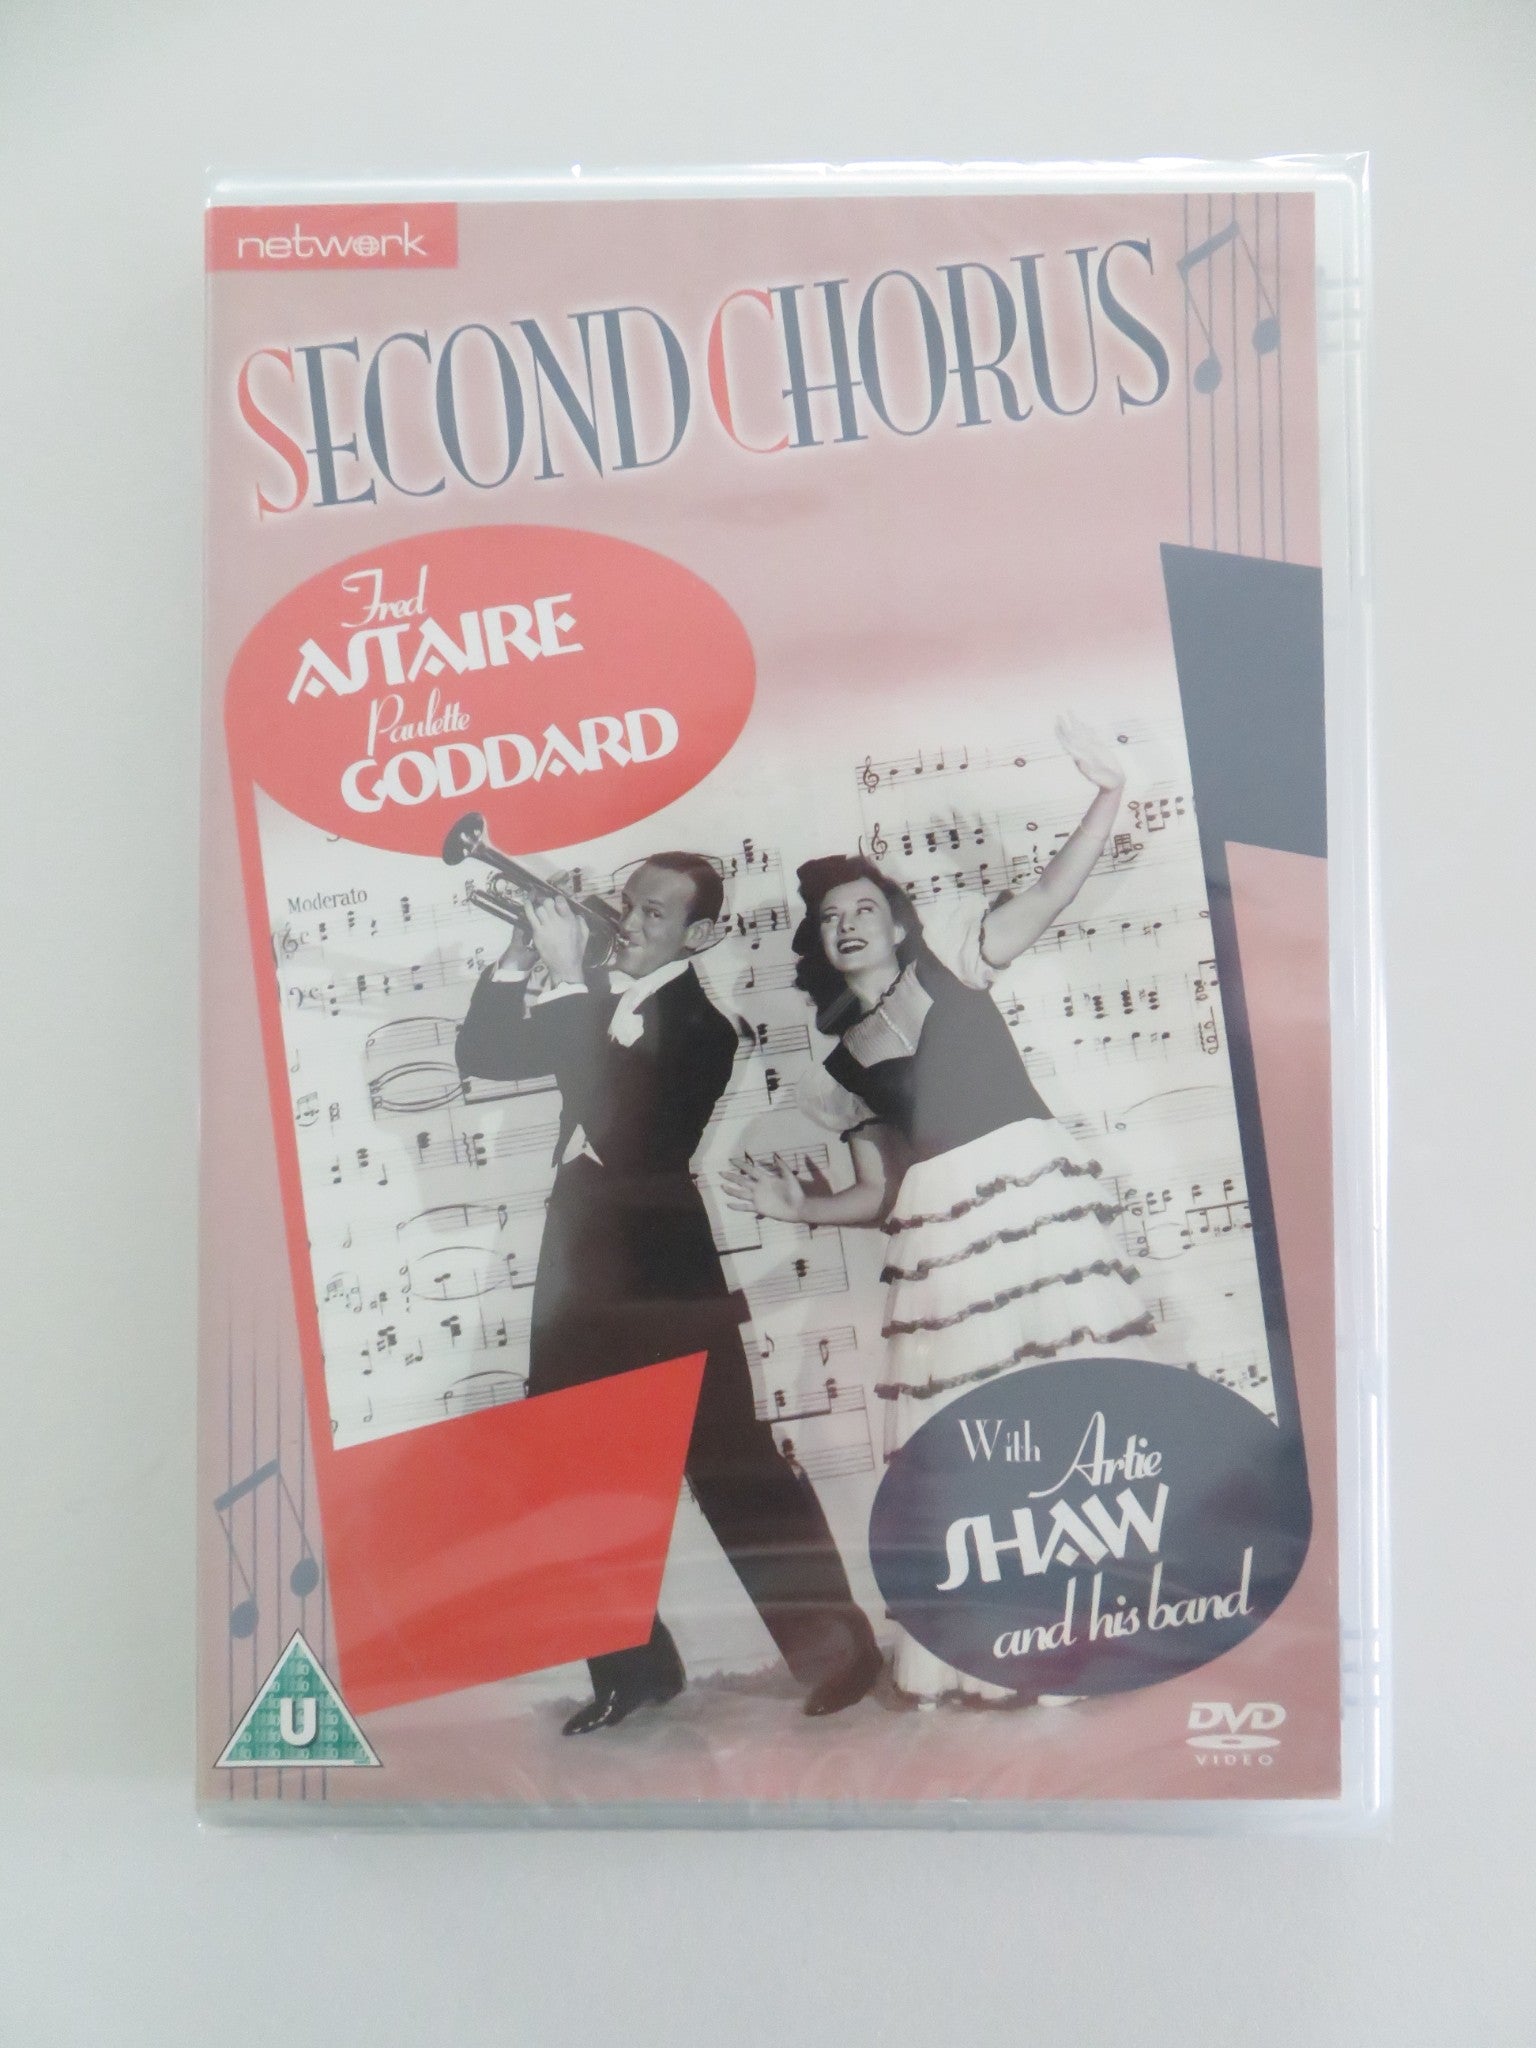 network
SECOND CHORUS
Fred
ASTAIRE
Paulette
GODDARD
Moderato
With Artie
SHAW
and his band
U
DVD
VIDEO